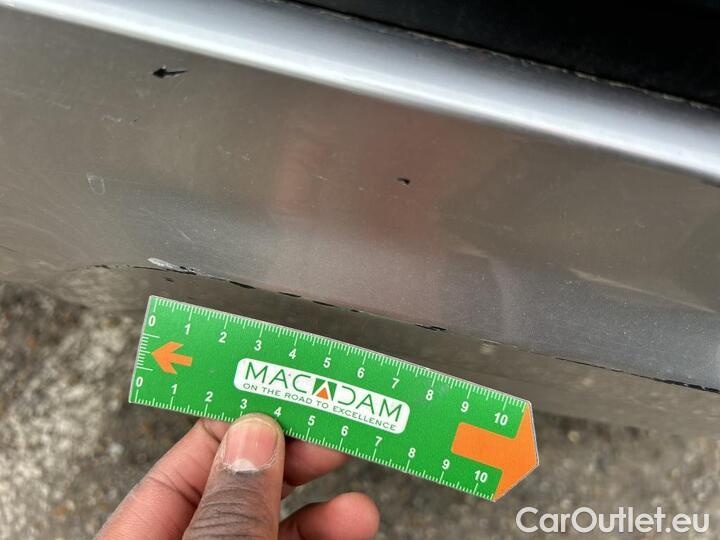 0 1 2 3 4 5 6 7 8 9 10
MACADAM
ON THE ROAD TO EXCELLENCE
0 1 2 3 4 5 6 7 8 9 10
CarOutlet.eu